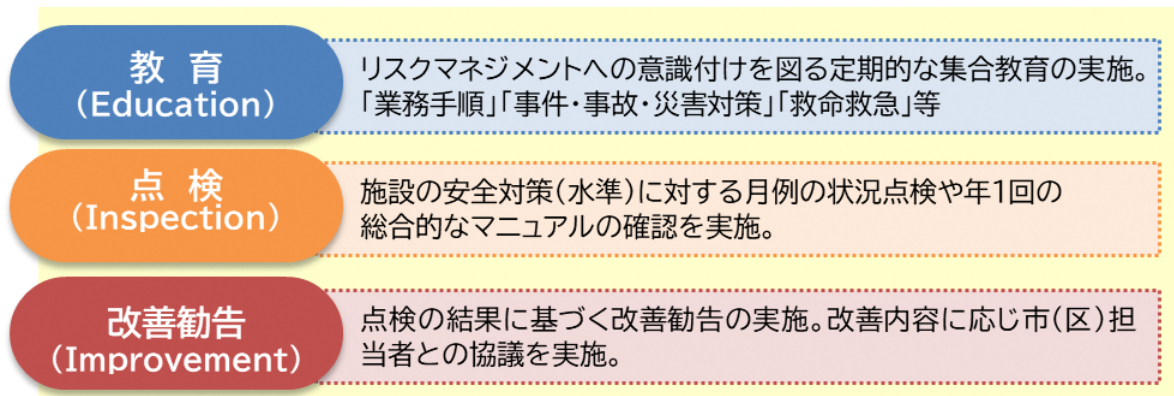 教 育
(Education)
リスクマネジメントへの意識付けを図る定期的な集合教育の実施。
「業務手順」「事件・事故・災害対策」「救命救急」等
点 検
(Inspection)
施設の安全対策(水準)に対する月例の状況点検や年1回の
総合的なマニュアルの確認を実施。
改善勧告
(Improvement)
点検の結果に基づく改善勧告の実施。改善内容に応じ市(区)担
当者との協議を実施。